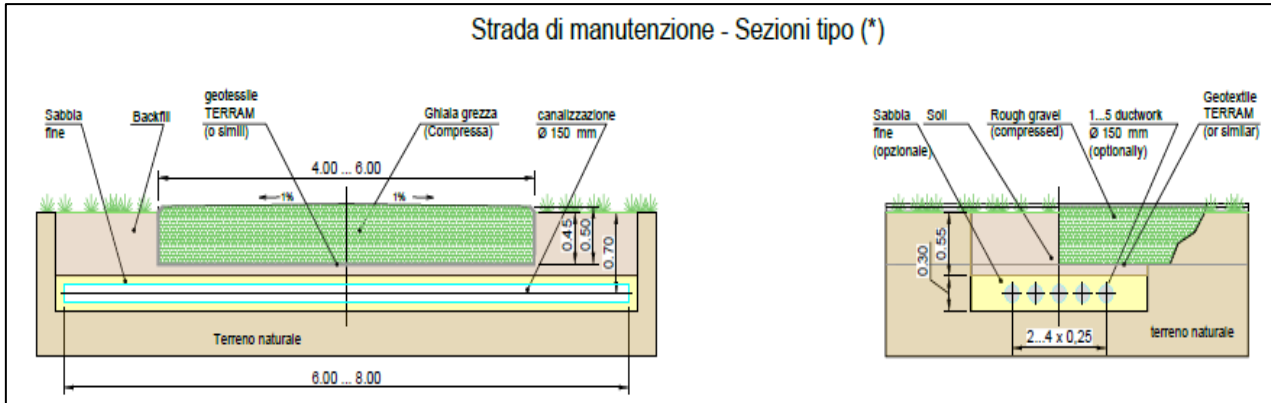 Strada di manutenzione - Sezioni tipo (*)
Sabbia
fine
Backfill
geotessile
TERRAM
(o simili)
Ghiaia grezza
(Compressa)
canalizzazione
Ø 150 mm
4.00 ... 6.00
1%
1%
0.45
0.50
0.70
Terreno naturale
6.00 ... 8.00
Sabbia
fine
(opzionale)
Soil
Rough gravel
(compressed)
1...5 ductwork
Ø 150 mm
(optionally)
Geotextile
TERRAM
(or similar)
0.30
0.55
2...4 x 0,25
terreno naturale